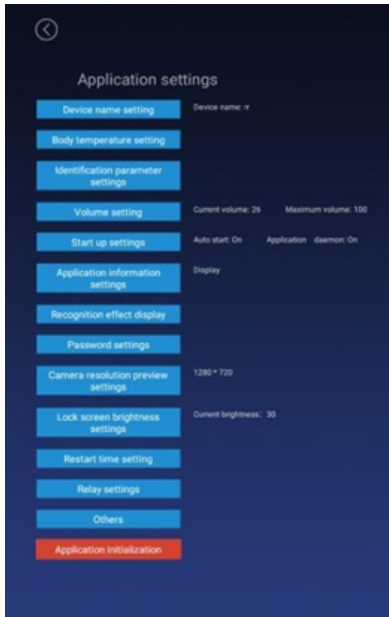 Application settings
Device name setting Device name: rr
Body temperature setting
Identification parameter
settings
Volume setting Current volume: 26 Maximum volume: 100
Start up settings Auto start: On Application daemon: On
Application information Display
settings
Recognition effect display
Password settings
Camera resolution preview 1280 * 720
settings
Lock screen brightness Current brightness: 30
settings
Restart time setting
Relay settings
Others
Application initialization